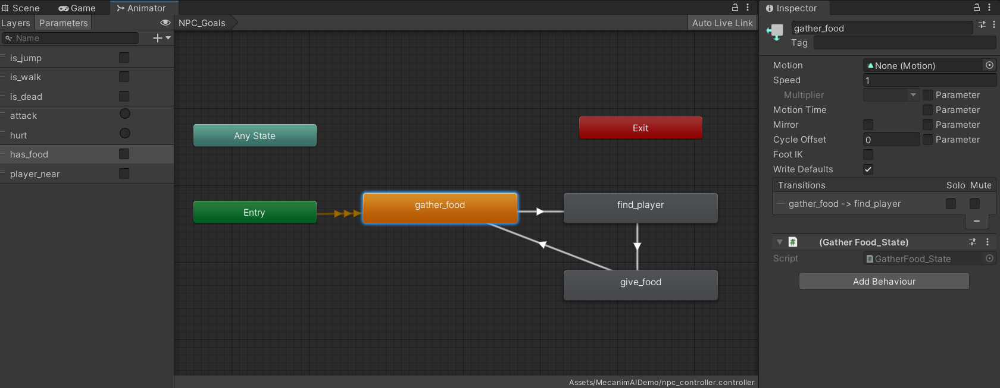 Scene Game Animator
Layers Parameters
Name
is_jump
is_walk
is_dead
attack
hurt
has_food
player_near
NPC_Goals
Auto Live Link
Any State
Exit
Entry
gather_food
find_player
give_food
Assets/MecanimAIDemo/npc_controller.controller
Inspector
gather_food
Tag
Motion None (Motion)
Speed 1
Multiplier Parameter
Motion Time Parameter
Mirror Parameter
Cycle Offset 0 Parameter
Foot IK
Write Defaults
Transitions Solo Mute
gather_food -> find_player
(Gather Food_State)
Script GatherFood_State
Add Behaviour